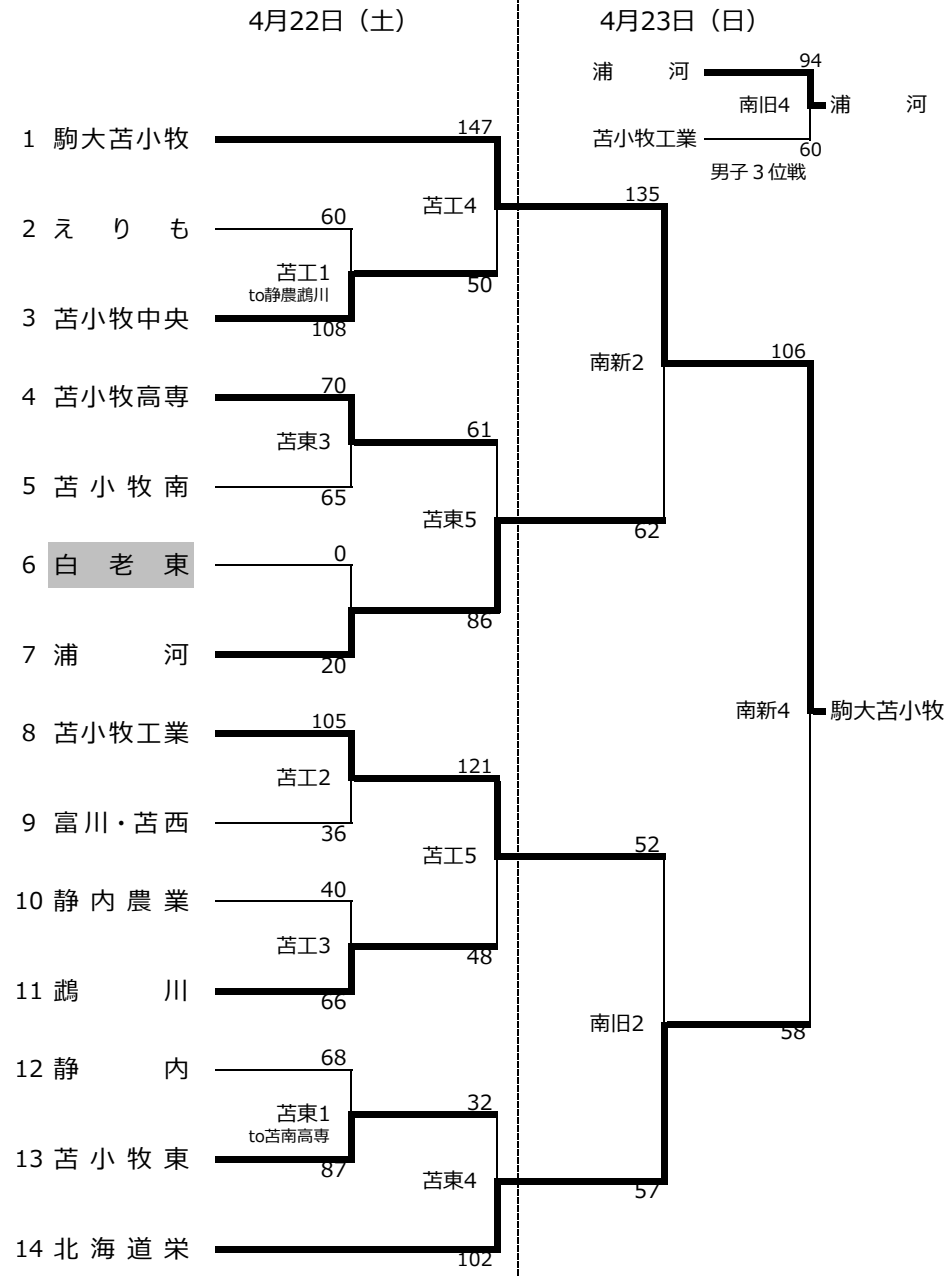 4月22日（土）
4月23日（日）
浦 河
94
南旧4
浦 河
苫小牧工業
60
男子３位戦
1 駒大苫小牧
147
135
苫工4
2 え り も
60
苫工1
to静農鵡川
50
3 苫小牧中央
108
106
南新2
4 苫小牧高専
70
61
苫東3
5 苫 小 牧 南
65
苫東5
62
6 白 老 東
0
86
7 浦 河
20
南新4
駒大苫小牧
8 苫小牧工業
105
121
苫工2
9 富川・苫西
36
52
苫工5
10 静 内 農 業
40
苫工3
48
11 鵡 川
66
南旧2
58
12 静 内
68
32
苫東1
to苫南高専
13 苫 小 牧 東
87
苫東4
57
14 北 海 道 栄
102